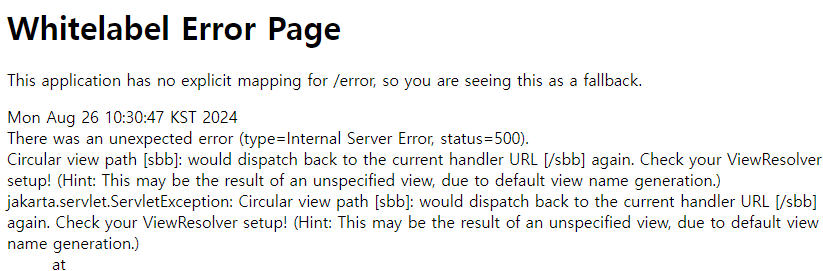 Whitelabel Error Page
This application has no explicit mapping for /error, so you are seeing this as a fallback.
Mon Aug 26 10:30:47 KST 2024
There was an unexpected error (type=Internal Server Error, status=500).
Circular view path [sbb]: would dispatch back to the current handler URL [/sbb] again. Check your ViewResolver
setup! (Hint: This may be the result of an unspecified view, due to default view name generation.)
jakarta.servlet.ServletException: Circular view path [sbb]: would dispatch back to the current handler URL [/sbb]
again. Check your ViewResolver setup! (Hint: This may be the result of an unspecified view, due to default view
name generation.)
at